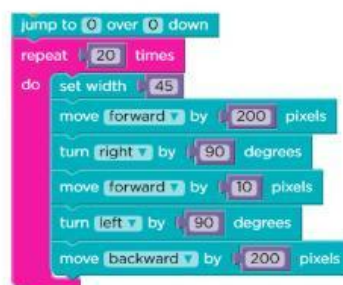 jump to 0 over 0 down
repeat 20 times
do set width 45
move forward by 200 pixels
turn right by 90 degrees
move forward by 10 pixels
turn left by 90 degrees
move backward by 200 pixels